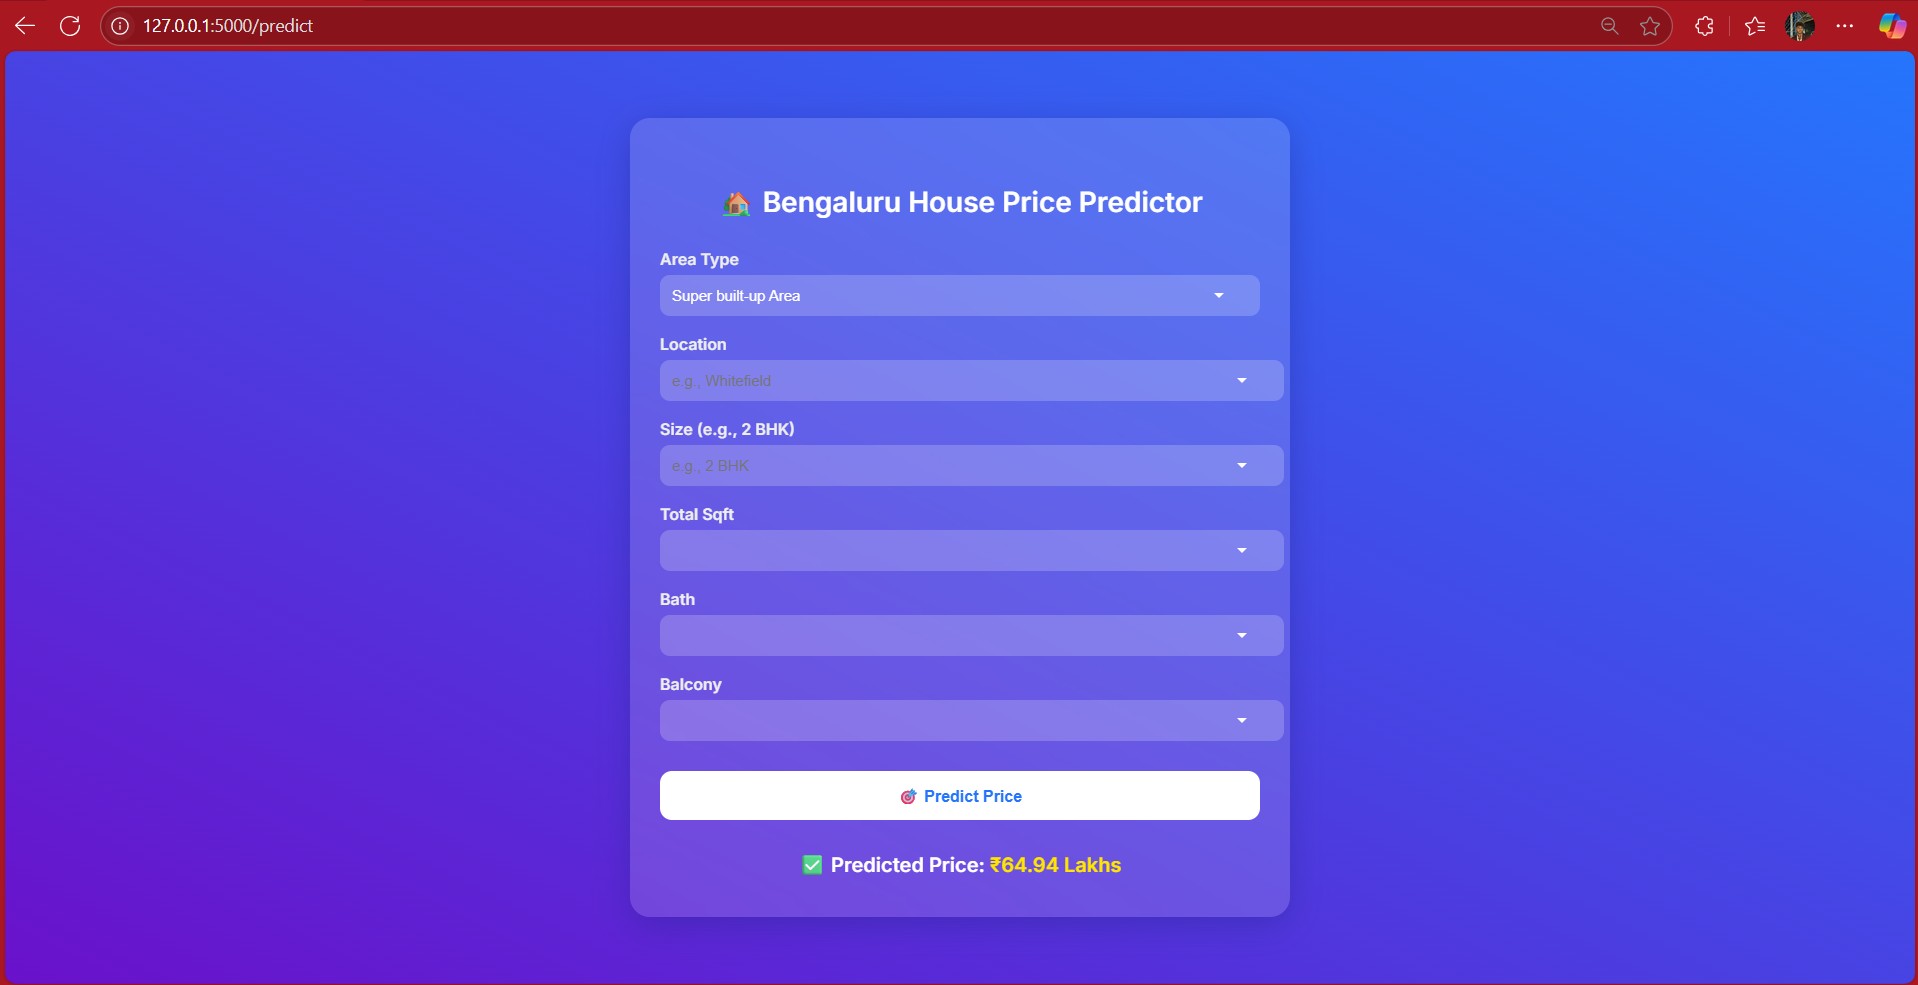 127.0.0.1:5000/predict
🏡 Bengaluru House Price Predictor
Area Type
Super built-up Area
Location
e.g., Whitefield
Size (e.g., 2 BHK)
e.g., 2 BHK
Total Sqft
Bath
Balcony
🎯 Predict Price
✅ Predicted Price: ₹64.94 Lakhs